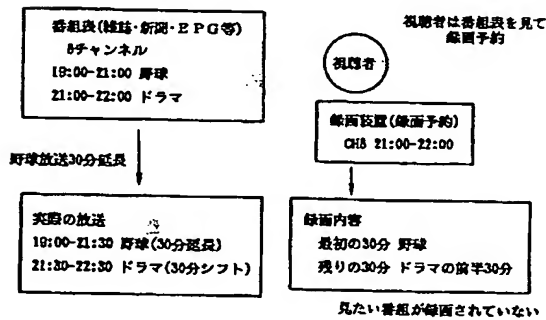 番組表(雑誌・新聞・EPG等)
8チャンネル
19:00-21:00 野球
21:00-22:00 ドラマ
野球放送30分延長
実際の放送
19:00-21:30 野球(30分延長)
21:30-22:30 ドラマ(30分シフト)
視聴者は番組表を見て
録画予約
視聴者
録画装置(録画予約)
CH8 21:00-22:00
録画内容
最初の30分 野球
残りの30分 ドラマの前半30分
見たい番組が録画されていない